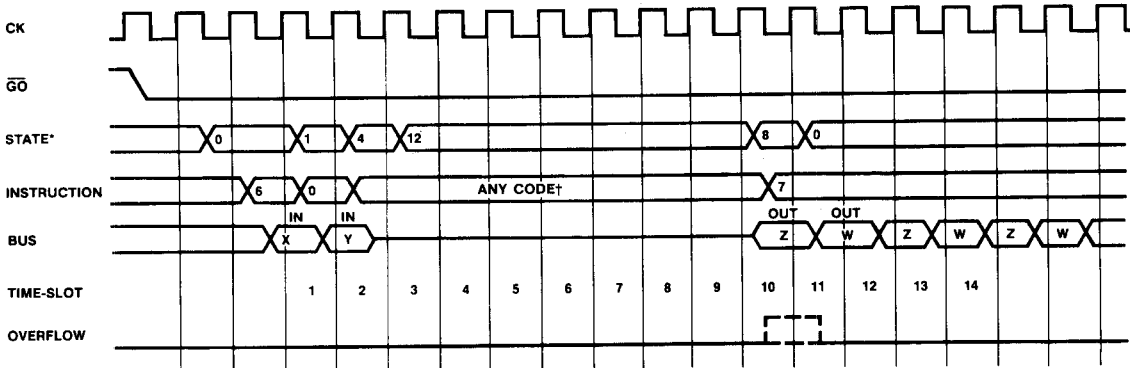 CK
GO
STATE* 0 1 4 12 8 0
INSTRUCTION 6 0 ANY CODE† 7
IN IN OUT OUT
BUS X Y Z W Z W Z W
TIME-SLOT 1 2 3 4 5 6 7 8 9 10 11 12 13 14
OVERFLOW